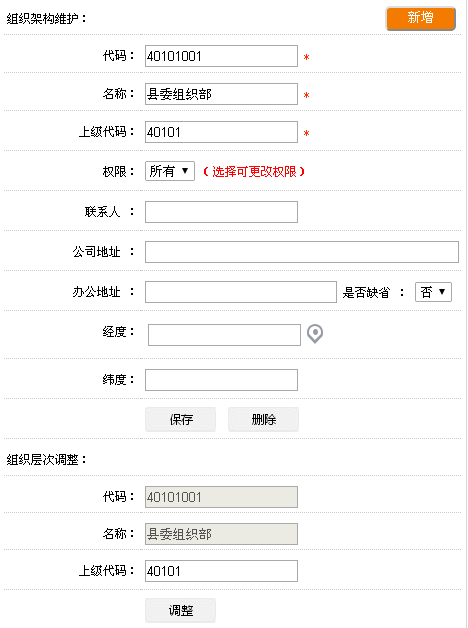 组织架构维护： 新增
代码： 40101001 *
名称： 县委组织部 *
上级代码： 40101 *
权限： 所有 ▼ （选择可更改权限）
联系人 ：
公司地址 ：
办公地址 ： 是否缺省 ： 否 ▼
经度：
纬度：
保存 删除
组织层次调整：
代码： 40101001
名称： 县委组织部
上级代码： 40101
调整